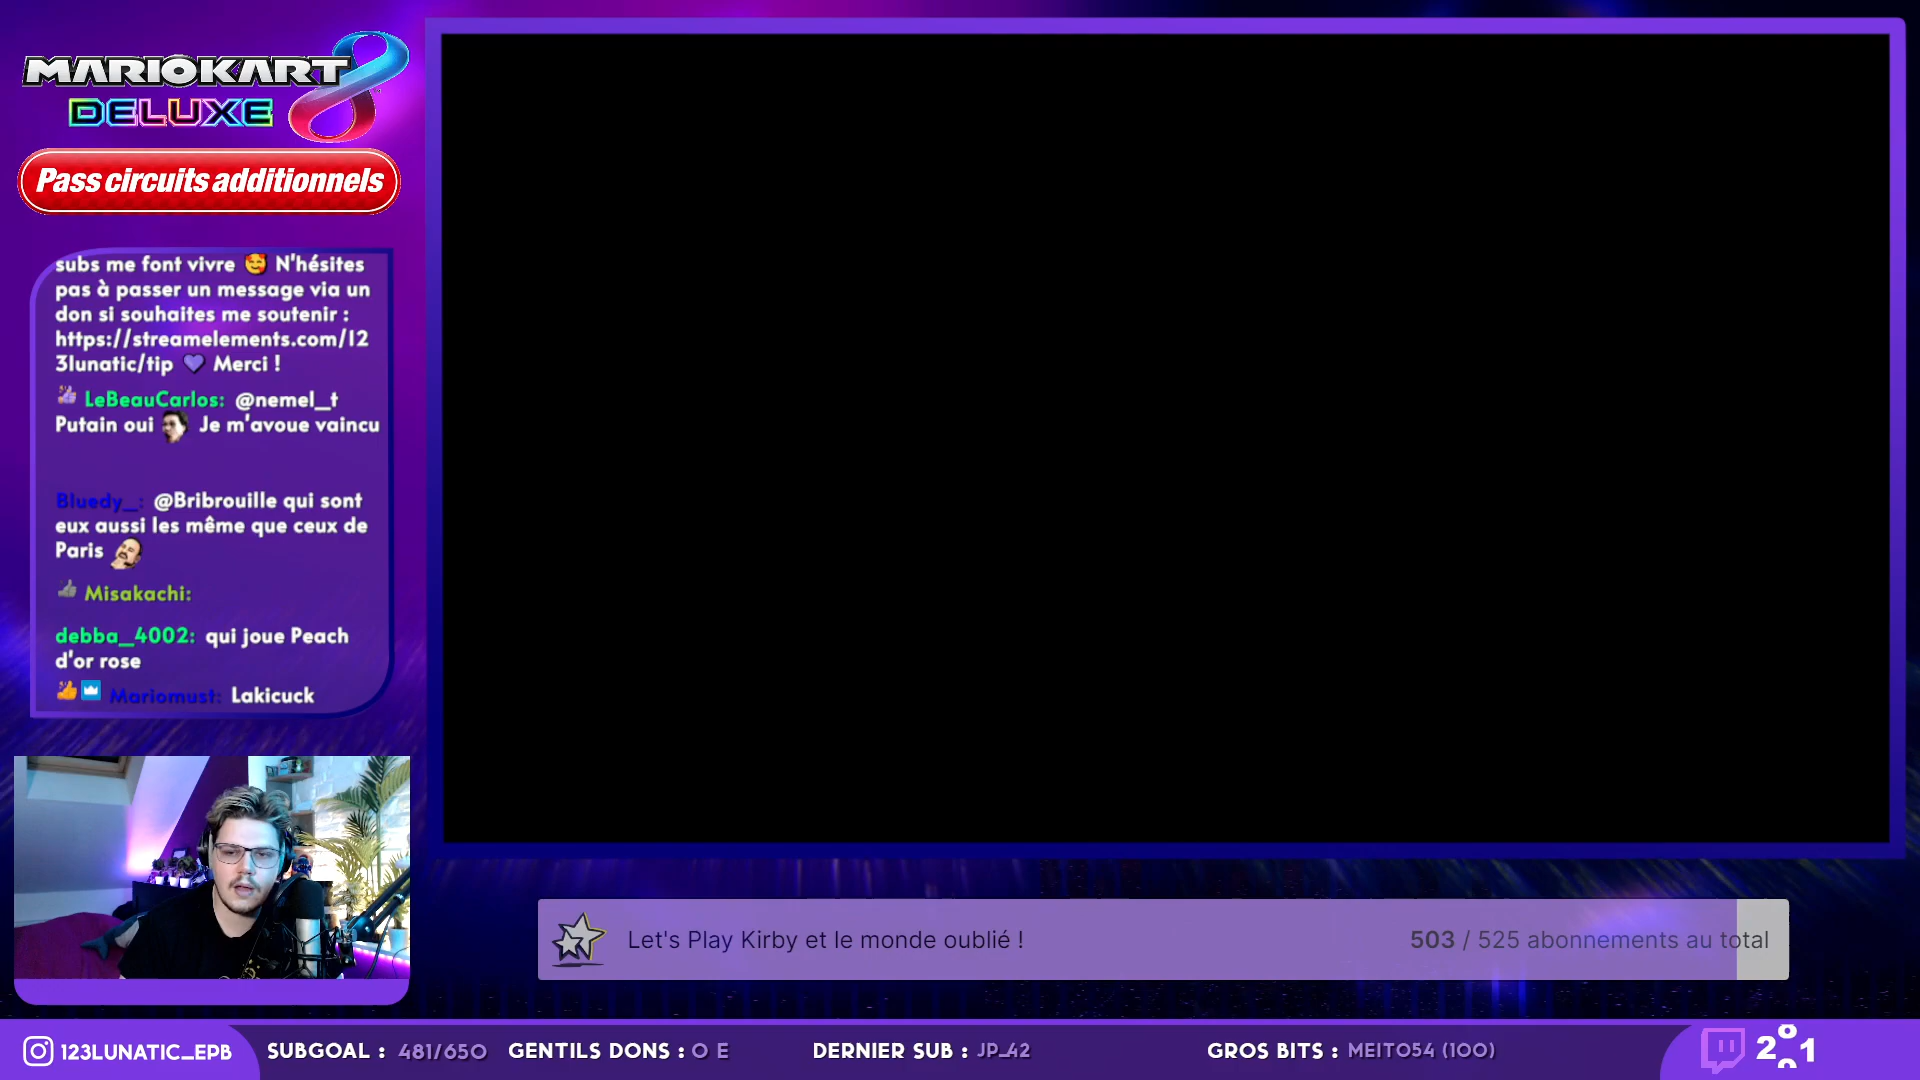 MARIOKART 8
DELUXE
Pass circuits additionnels
subs me font vivre 🥰 N'hésites
pas à passer un message via un
don si souhaites me soutenir :
https://streamelements.com/12
3lunatic/tip 💜 Merci !
LeBeauCarlos: @nemel_t
Putain oui Je m'avoue vaincu
Bluedy_: @Bribrouille qui sont
eux aussi les même que ceux de
Paris
Misakachi:
debba_4002: qui joue Peach
d'or rose
Mariomust: Lakicuck
Let's Play Kirby et le monde oublié !
503 / 525 abonnements au total
123LUNATIC_EPB
SUBGOAL : 481/650
GENTILS DONS : 0 E
DERNIER SUB : JP_42
GROS BITS : MEITO54 (100)